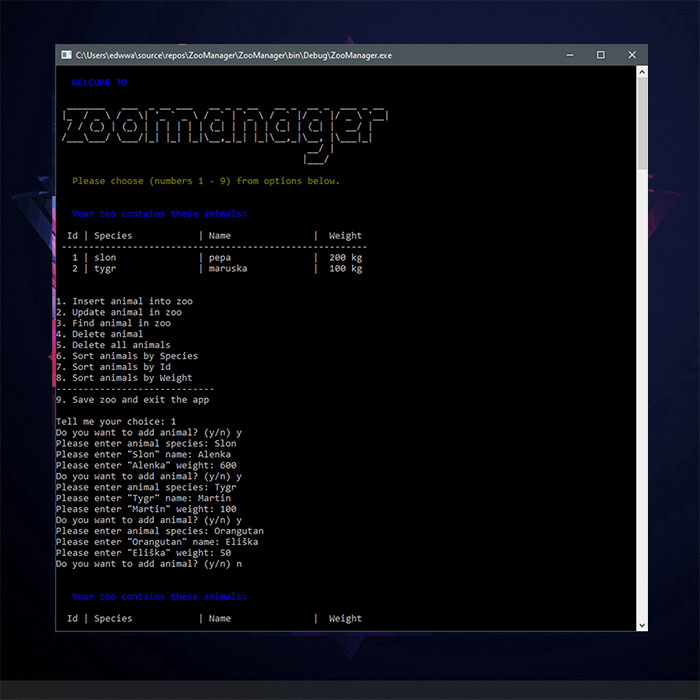 C:\Users\edwwa\source\repos\ZooManager\ZooManager\bin\Debug\ZooManager.exe
WELCOME TO
zoomanager
Please choose (numbers 1 - 9) from options below.
Your zoo contains these animals:
Id | Species | Name | Weight
---------------------------------------------------------
1 | slon | pepa | 200 kg
2 | tygr | maruska | 100 kg
1. Insert animal into zoo
2. Update animal in zoo
3. Find animal in zoo
4. Delete animal
5. Delete all animals
6. Sort animals by Species
7. Sort animals by Id
8. Sort animals by Weight
-----------------------------
9. Save zoo and exit the app
Tell me your choice: 1
Do you want to add animal? (y/n) y
Please enter animal species: Slon
Please enter "Slon" name: Alenka
Please enter "Alenka" weight: 600
Do you want to add animal? (y/n) y
Please enter animal species: Tygr
Please enter "Tygr" name: Martin
Please enter "Martin" weight: 100
Do you want to add animal? (y/n) y
Please enter animal species: Orangutan
Please enter "Orangutan" name: Eliška
Please enter "Eliška" weight: 50
Do you want to add animal? (y/n) n
Your zoo contains these animals:
Id | Species | Name | Weight